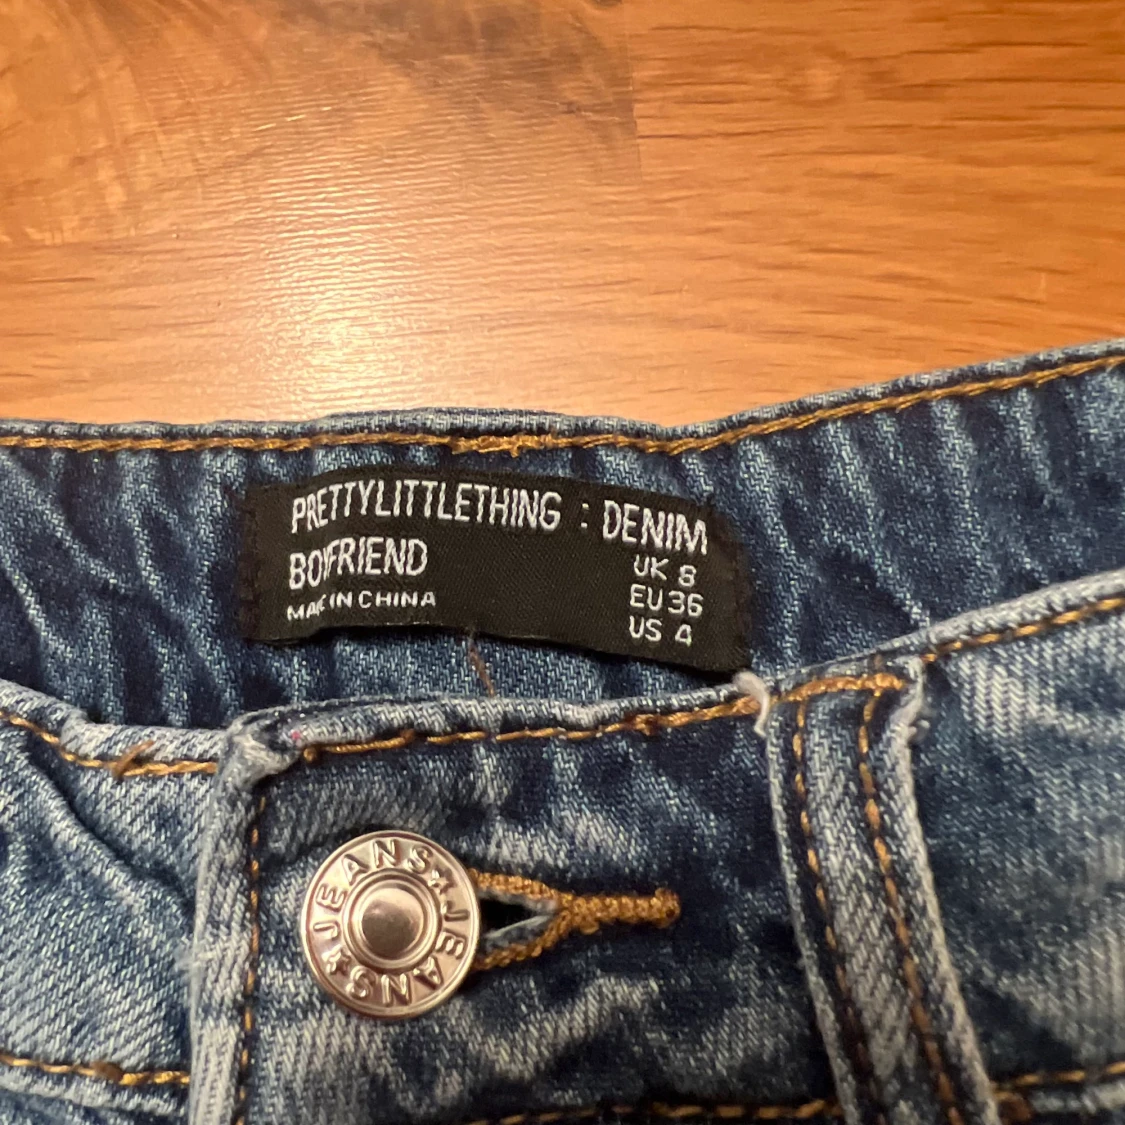 PRETTYLITTLETHING : DENIM
BOYFRIEND
MADE IN CHINA
UK 8
EU 36
US 4
JEANS★JEANS★